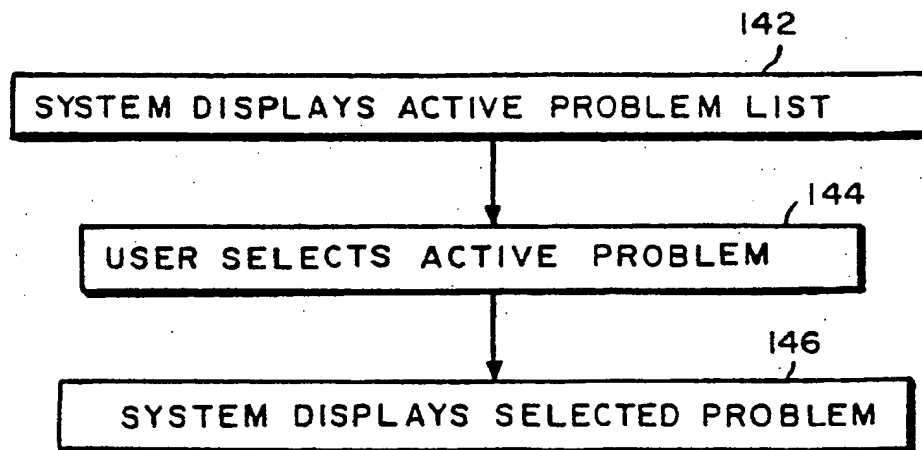 142
SYSTEM DISPLAYS ACTIVE PROBLEM LIST
144
USER SELECTS ACTIVE PROBLEM
146
SYSTEM DISPLAYS SELECTED PROBLEM